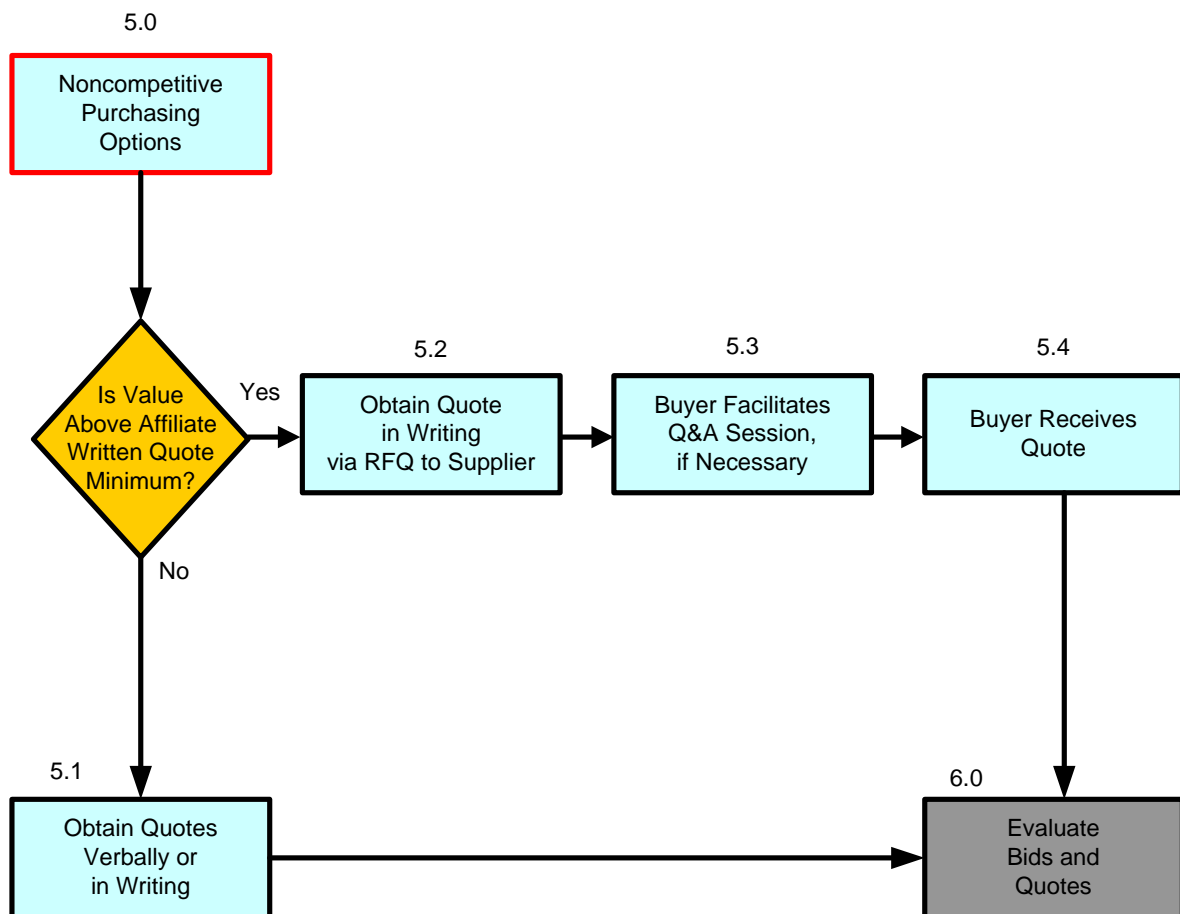 5.0
Noncompetitive
Purchasing
Options
Is Value
Above Affiliate
Written Quote
Minimum?
Yes
No
5.2
Obtain Quote
in Writing
via RFQ to Supplier
5.3
Buyer Facilitates
Q&A Session,
if Necessary
5.4
Buyer Receives
Quote
5.1
Obtain Quotes
Verbally or
in Writing
6.0
Evaluate
Bids and
Quotes